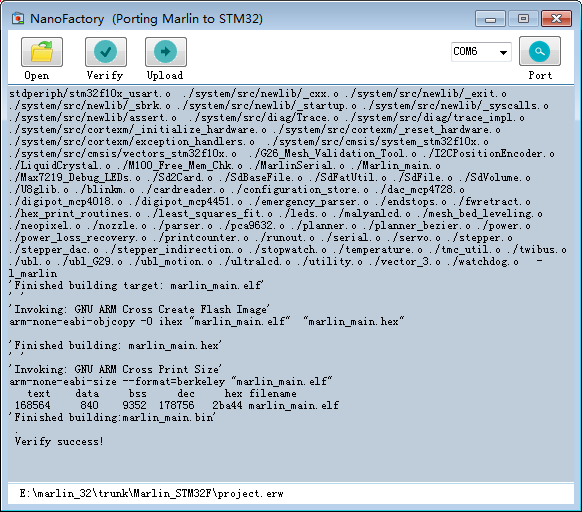 NanoFactory (Porting Marlin to STM32)
Open Verify Upload COM6 Port
stdperiph/stm32f10x_usart.o ./system/src/newlib/_cxx.o ./system/src/newlib/_exit.o
./system/src/newlib/_sbrk.o ./system/src/newlib/_startup.o ./system/src/newlib/_syscalls.o
./system/src/newlib/assert.o ./system/src/diag/Trace.o ./system/src/diag/trace_impl.o
./system/src/cortexm/_initialize_hardware.o ./system/src/cortexm/_reset_hardware.o
./system/src/cortexm/exception_handlers.o ./system/src/cmsis/system_stm32f10x.o
./system/src/cmsis/vectors_stm32f10x.o ./G26_Mesh_Validation_Tool.o ./I2CPositionEncoder.o
./LiquidCrystal.o ./M100_Free_Mem_Chk.o ./MarlinSerial.o ./Marlin_main.o
./Max7219_Debug_LEDs.o ./Sd2Card.o ./SdBaseFile.o ./SdFatUtil.o ./SdFile.o ./SdVolume.o
./U8glib.o ./blinkm.o ./cardreader.o ./configuration_store.o ./dac_mcp4728.o
./digipot_mcp4018.o ./digipot_mcp4451.o ./emergency_parser.o ./endstops.o ./fwretract.o
./hex_print_routines.o ./least_squares_fit.o ./leds.o ./malyanlcd.o ./mesh_bed_leveling.o
./neopixel.o ./nozzle.o ./parser.o ./pca9632.o ./planner.o ./planner_bezier.o ./power.o
./power_loss_recovery.o ./printcounter.o ./runout.o ./serial.o ./servo.o ./stepper.o
./stepper_dac.o ./stepper_indirection.o ./stopwatch.o ./temperature.o ./tmc_util.o ./twibus.o
./ubl.o ./ubl_G29.o ./ubl_motion.o ./ultralcd.o ./utility.o ./vector_3.o ./watchdog.o -
l_marlin
'Finished building target: marlin_main.elf'
' '
'Invoking: GNU ARM Cross Create Flash Image'
arm-none-eabi-objcopy -O ihex "marlin_main.elf" "marlin_main.hex"
'Finished building: marlin_main.hex'
' '
'Invoking: GNU ARM Cross Print Size'
arm-none-eabi-size --format=berkeley "marlin_main.elf"
text data bss dec hex filename
168564 840 9352 178756 2ba44 marlin_main.elf
'Finished building:marlin_main.bin'
.
Verify success!
E:\marlin_32\trunk\Marlin_STM32F\project.erw